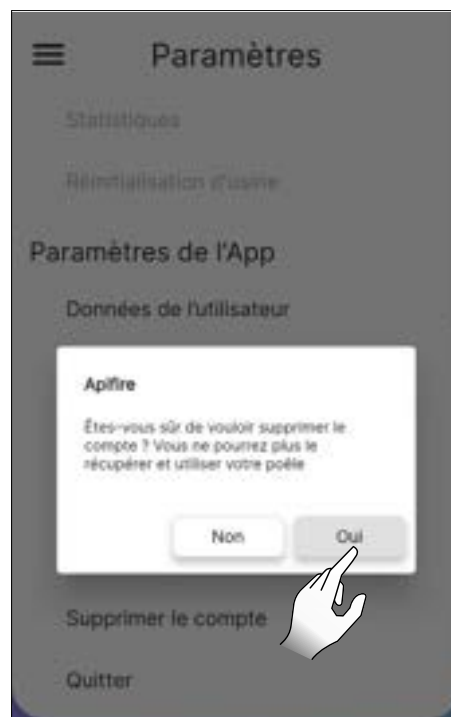 Paramètres
Statistiques
Réinitialisation d'usine
Paramètres de l'App
Données de l'utilisateur
Apifire
Êtes-vous sûr de vouloir supprimer le
compte ? Vous ne pourrez plus le
récupérer et utiliser votre poêle
Non
Oui
Supprimer le compte
Quitter